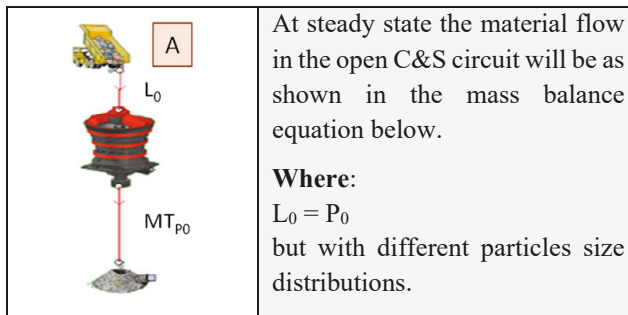 A
L₀
MTₚ₀
At steady state the material flow
in the open C&S circuit will be as
shown in the mass balance
equation below.
Where:
L₀ = P₀
but with different particles size
distributions.